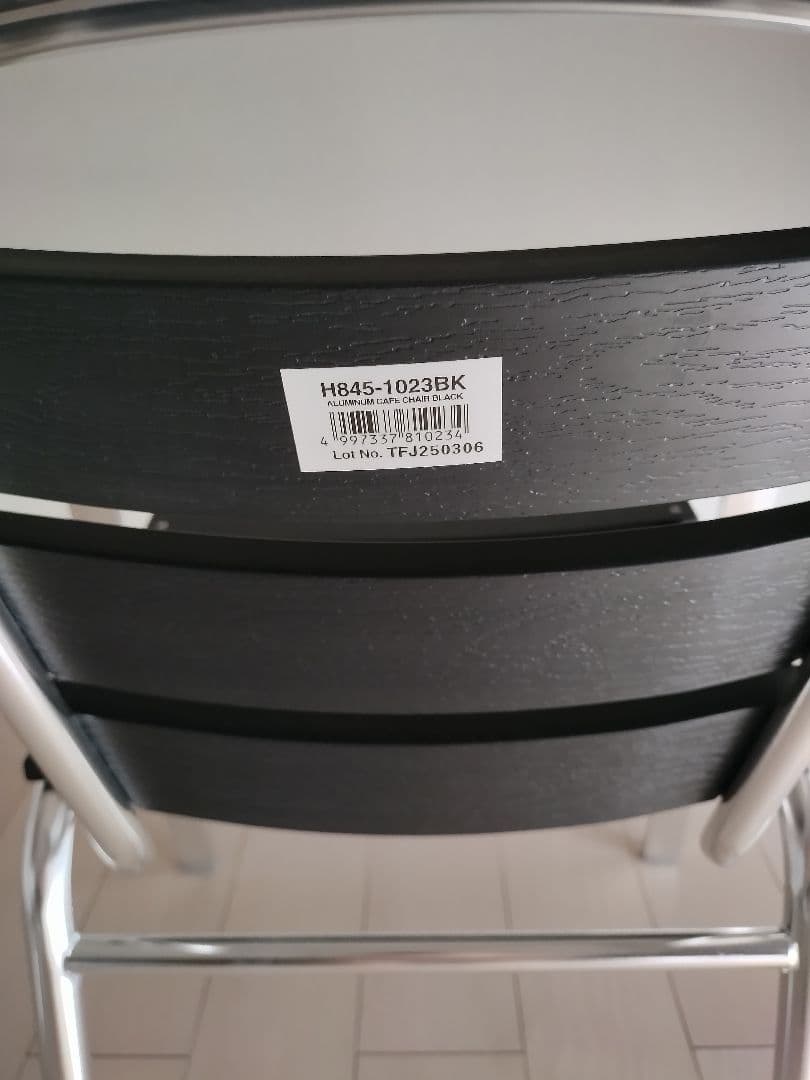 H845-1023BK
ALUMINUM CAFE CHAIR BLACK
4 997337 810234
Lot No. TFJ250306